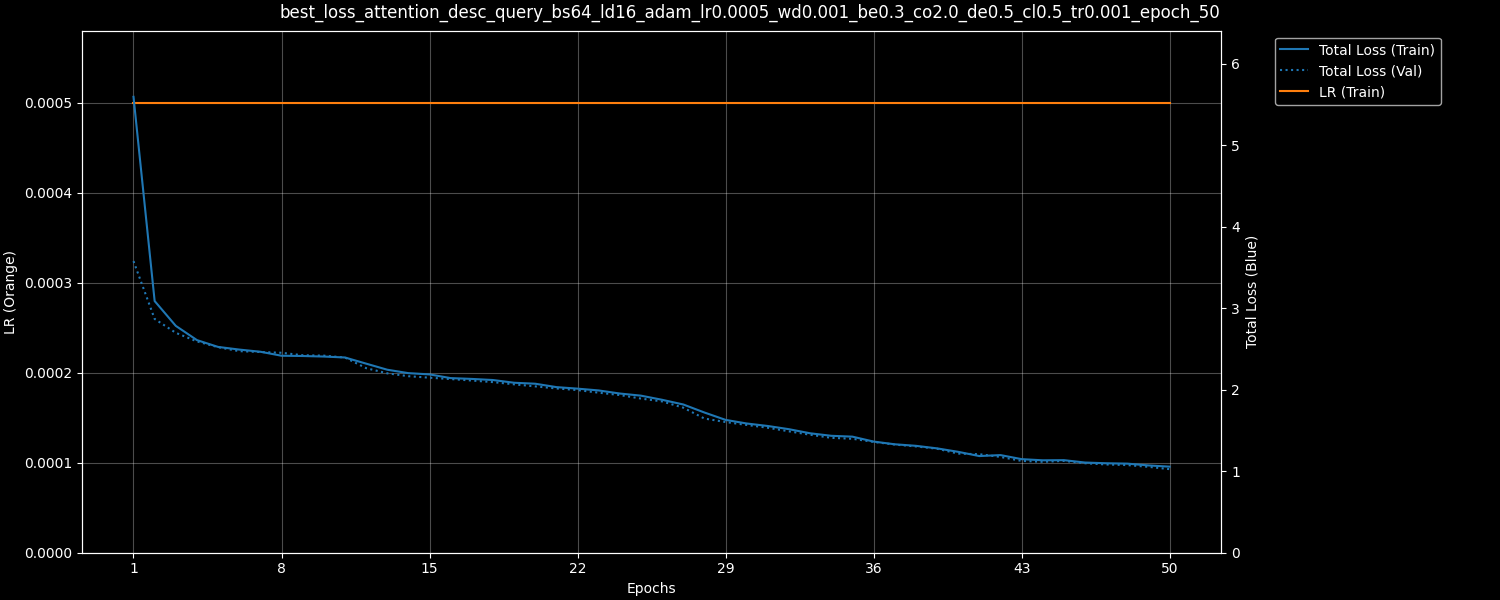 best_loss_attention_desc_query_bs64_ld16_adam_lr0.0005_wd0.001_be0.3_co2.0_de0.5_cl0.5_tr0.001_epoch_50
Total Loss (Train)
Total Loss (Val)
LR (Train)
LR (Orange)
0.0005
0.0004
0.0003
0.0002
0.0001
0.0000
6
5
4
3
2
1
0
Total Loss (Blue)
1 8 15 22 29 36 43 50
Epochs